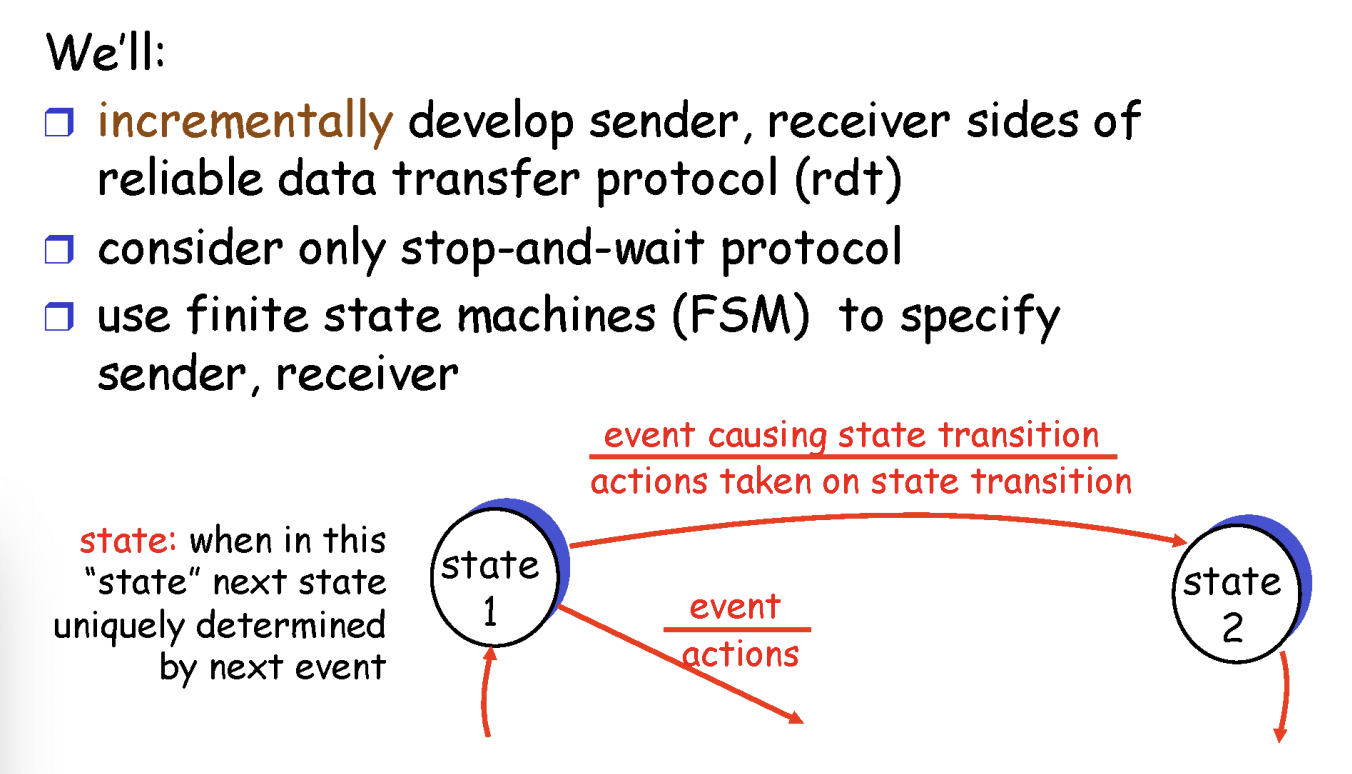 We'll:
incrementally develop sender, receiver sides of
reliable data transfer protocol (rdt)
consider only stop-and-wait protocol
use finite state machines (FSM)  to specify
sender, receiver
event causing state transition
actions taken on state transition
state: when in this
“state” next state
uniquely determined
by next event
state
1
event
actions
state
2